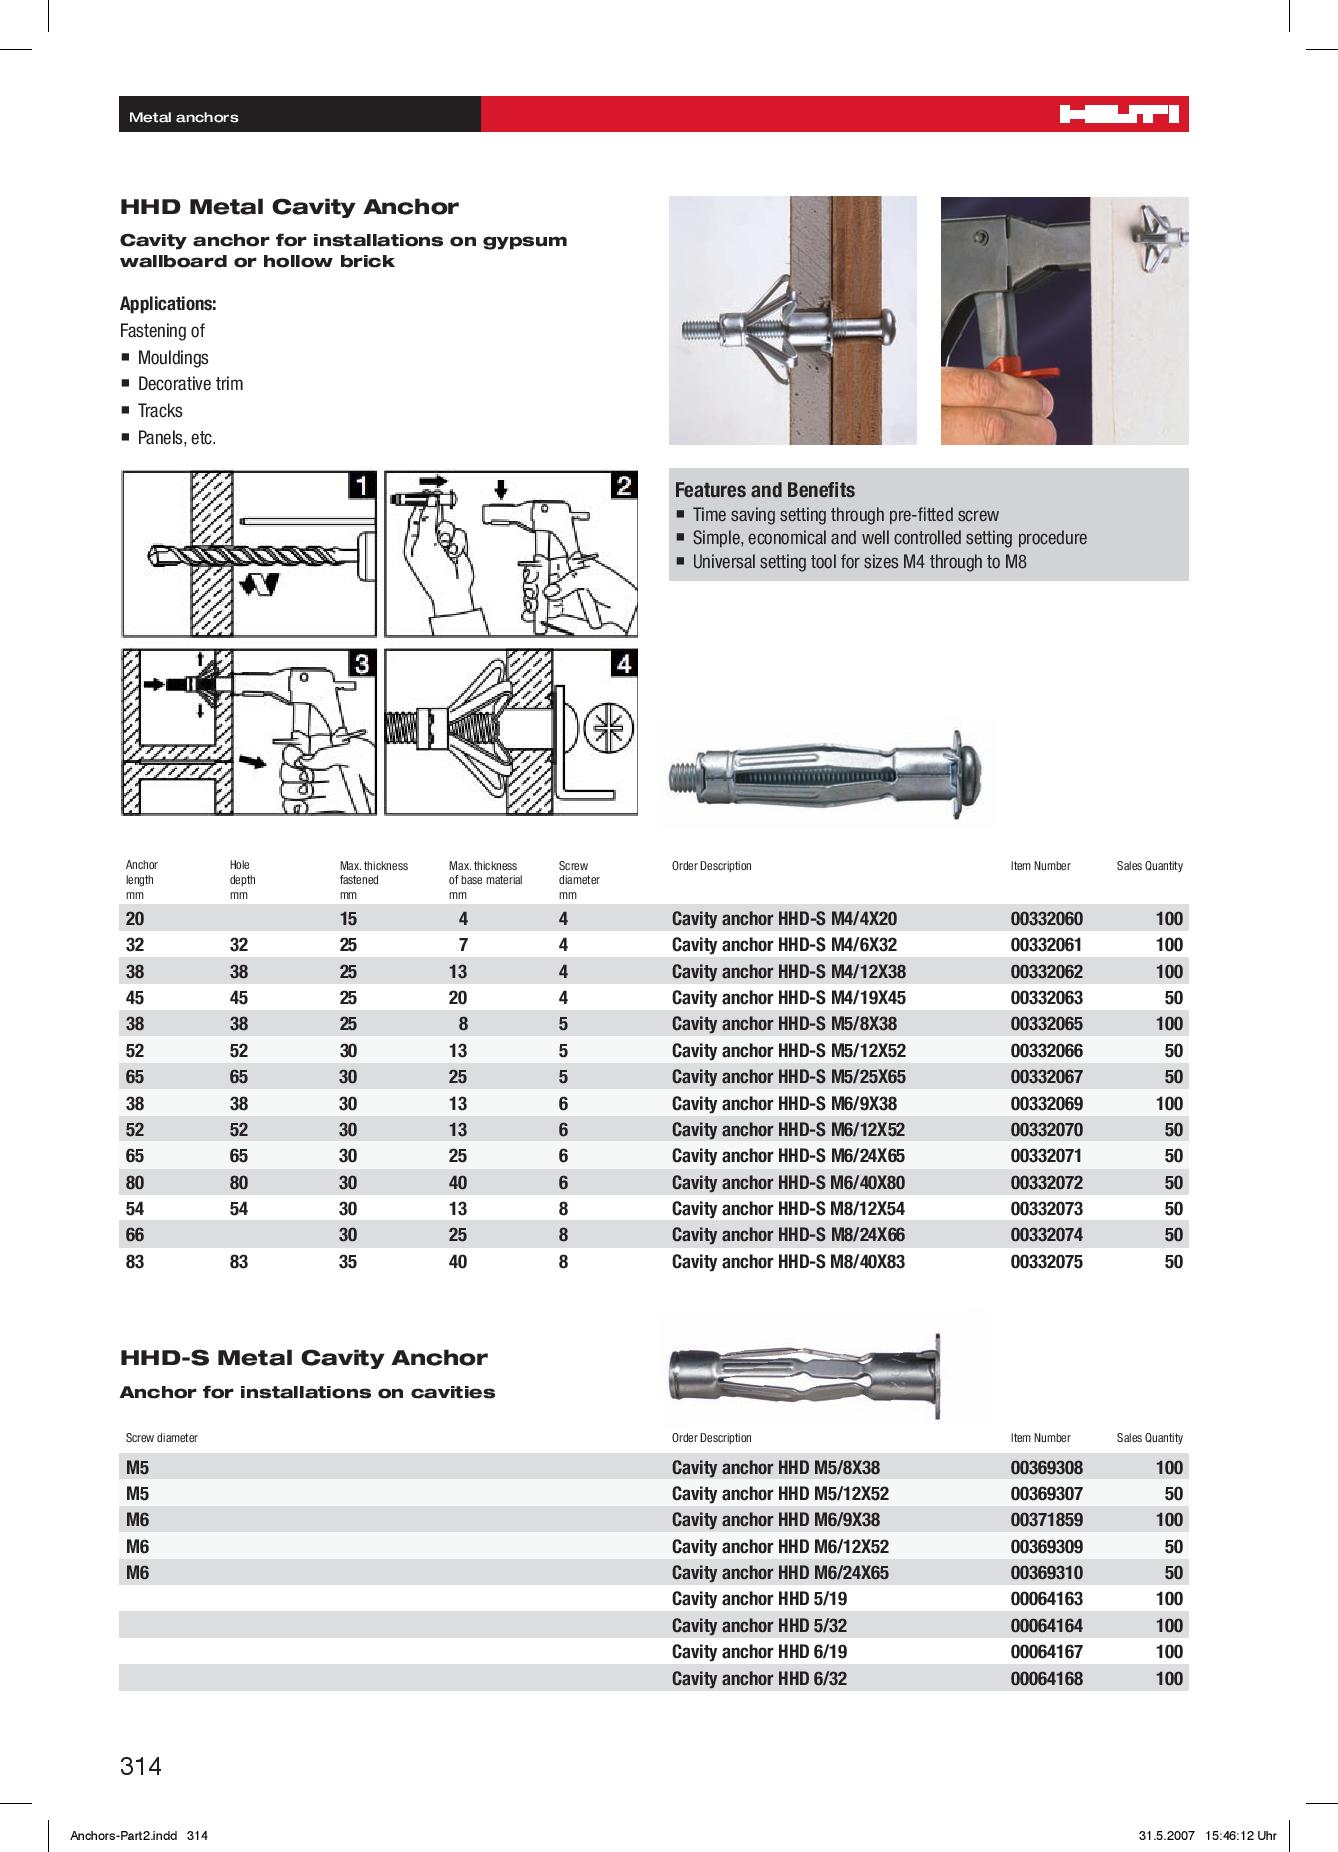 Metal anchors
HILTI
HHD Metal Cavity Anchor
Cavity anchor for installations on gypsum
wallboard or hollow brick
Applications:
Fastening of
■ Mouldings
■ Decorative trim
■ Tracks
■ Panels, etc.
1
2
3
4
Features and Benefits
■ Time saving setting through pre-fitted screw
■ Simple, economical and well controlled setting procedure
■ Universal setting tool for sizes M4 through to M8
Anchor length mm Hole depth mm Max. thickness fastened mm Max. thickness of base material mm Screw diameter mm Order Description Item Number Sales Quantity
20 15 4 4 Cavity anchor HHD-S M4/4X20 00332060 100
32 32 25 7 4 Cavity anchor HHD-S M4/6X32 00332061 100
38 38 25 13 4 Cavity anchor HHD-S M4/12X38 00332062 100
45 45 25 20 4 Cavity anchor HHD-S M4/19X45 00332063 50
38 38 25 8 5 Cavity anchor HHD-S M5/8X38 00332065 100
52 52 30 13 5 Cavity anchor HHD-S M5/12X52 00332066 50
65 65 30 25 5 Cavity anchor HHD-S M5/25X65 00332067 50
38 38 30 13 6 Cavity anchor HHD-S M6/9X38 00332069 100
52 52 30 13 6 Cavity anchor HHD-S M6/12X52 00332070 50
65 65 30 25 6 Cavity anchor HHD-S M6/24X65 00332071 50
80 80 30 40 6 Cavity anchor HHD-S M6/40X80 00332072 50
54 54 30 13 8 Cavity anchor HHD-S M8/12X54 00332073 50
66 30 25 8 Cavity anchor HHD-S M8/24X66 00332074 50
83 83 35 40 8 Cavity anchor HHD-S M8/40X83 00332075 50
HHD-S Metal Cavity Anchor
Anchor for installations on cavities
Screw diameter Order Description Item Number Sales Quantity
M5 Cavity anchor HHD M5/8X38 00369308 100
M5 Cavity anchor HHD M5/12X52 00369307 50
M6 Cavity anchor HHD M6/9X38 00371859 100
M6 Cavity anchor HHD M6/12X52 00369309 50
M6 Cavity anchor HHD M6/24X65 00369310 50
Cavity anchor HHD 5/19 00064163 100
Cavity anchor HHD 5/32 00064164 100
Cavity anchor HHD 6/19 00064167 100
Cavity anchor HHD 6/32 00064168 100
314
Anchors-Part2.indd 314 31.5.2007 15:46:12 Uhr